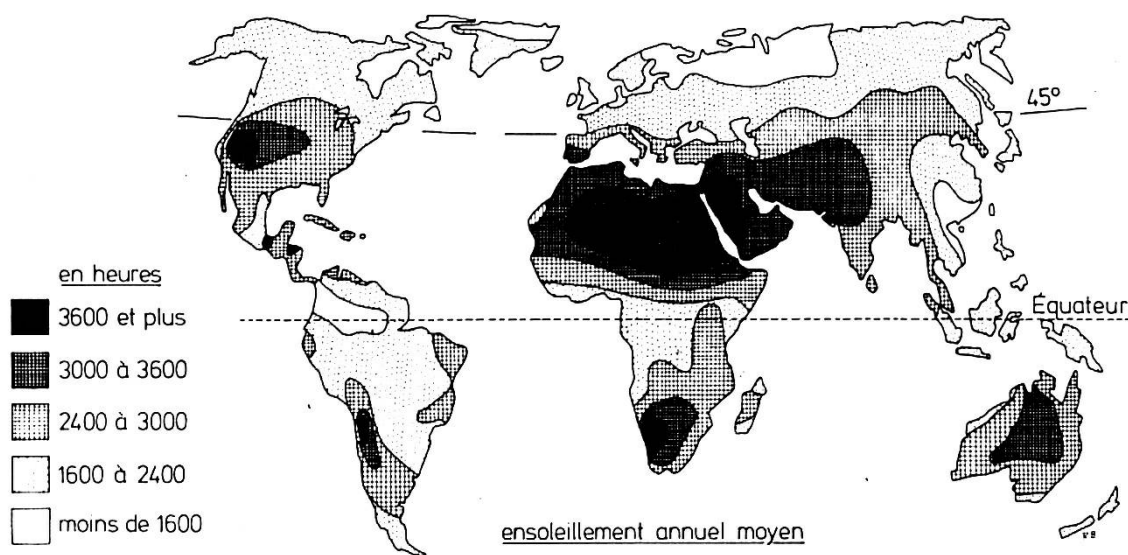 45°
en heures
3600 et plus
Équateur
3000 à 3600
2400 à 3000
1600 à 2400
moins de 1600
ensoleillement annuel moyen